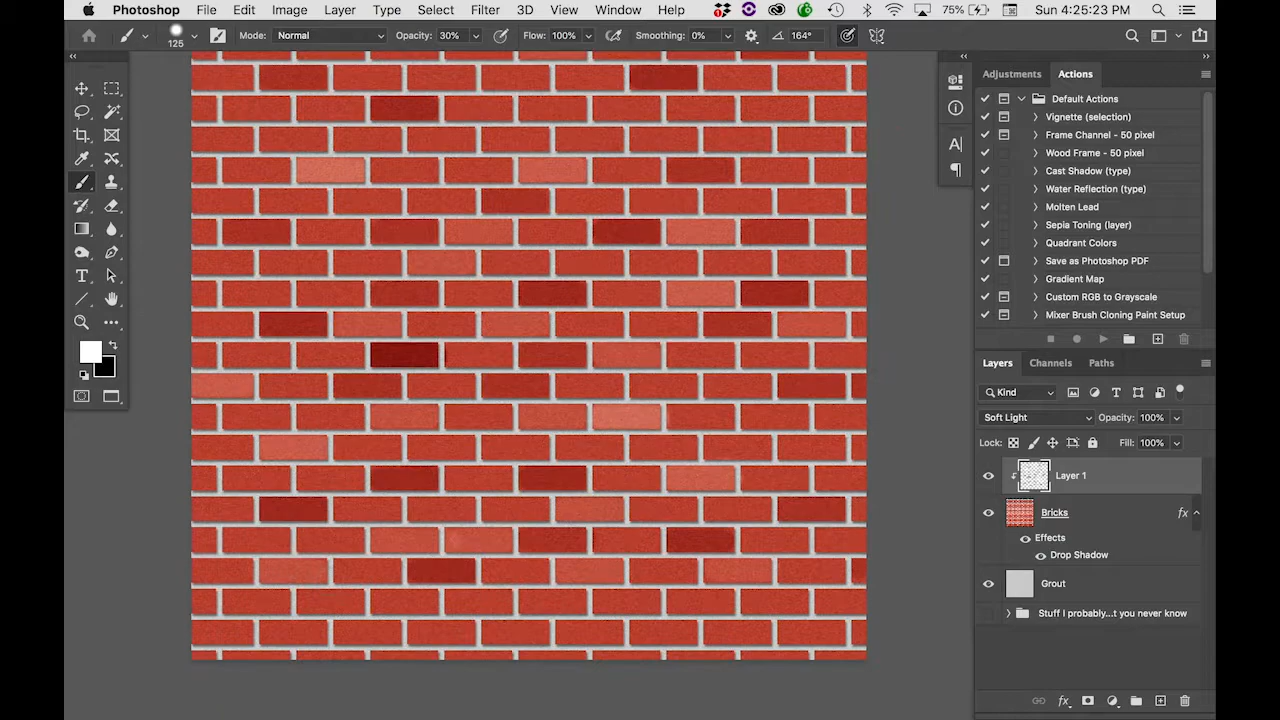 Photoshop File Edit Image Layer Type Select Filter 3D View Window Help 1 75% Sun 4:25:23 PM
125 Mode: Normal Opacity: 30% Flow: 100% Smoothing: 0% 164°
Adjustments Actions
Default Actions
Vignette (selection)
Frame Channel - 50 pixel
Wood Frame - 50 pixel
Cast Shadow (type)
Water Reflection (type)
Molten Lead
Sepia Toning (layer)
Quadrant Colors
Save as Photoshop PDF
Gradient Map
Custom RGB to Grayscale
Mixer Brush Cloning Paint Setup
Layers Channels Paths
Kind
Soft Light Opacity: 100%
Lock: Fill: 100%
Layer 1
Bricks fx
Effects
Drop Shadow
Grout
Stuff I probably...t you never know
fx